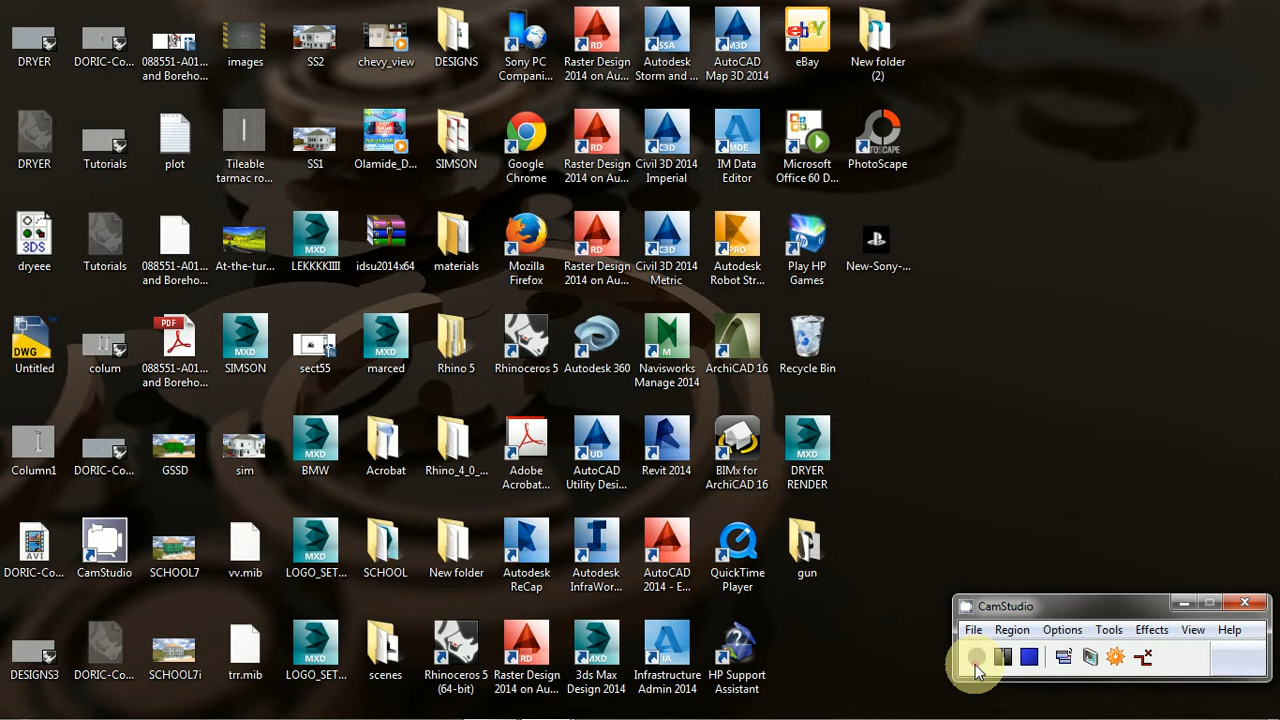 DRYER
DORIC-Co...
088551-A01...
and Boreho...
images
SS2
chevy_view
DESIGNS
Sony PC
Compani...
Raster Design
2014 on Au...
Autodesk
Storm and ...
AutoCAD
Map 3D 2014
eBay
New folder
(2)
DRYER
Tutorials
plot
Tileable
tarmac ro...
SS1
Olamide_D...
SIMSON
Google
Chrome
Raster Design
2014 on Au...
Civil 3D 2014
Imperial
IM Data
Editor
Microsoft
Office 60 D...
PhotoScape
dryeee
Tutorials
088551-A01...
and Boreho...
At-the-tur...
LEKKKKIIII
idsu2014x64
materials
Mozilla
Firefox
Raster Design
2014 on Au...
Civil 3D 2014
Metric
Autodesk
Robot Str...
Play HP
Games
New-Sony-...
Untitled
colum
088551-A01...
and Boreho...
SIMSON
sect55
marced
Rhino 5
Rhinoceros 5
Autodesk 360
Navisworks
Manage 2014
ArchiCAD 16
Recycle Bin
Column1
DORIC-Co...
GSSD
sim
BMW
Acrobat
Rhino_4_0_...
Adobe
Acrobat...
AutoCAD
Utility Desi...
Revit 2014
BIMx for
ArchiCAD 16
DRYER
RENDER
DORIC-Co...
CamStudio
SCHOOL7
vv.mib
LOGO_SET...
SCHOOL
New folder
Autodesk
ReCap
Autodesk
InfraWor...
AutoCAD
2014 - E...
QuickTime
Player
gun
DESIGNS3
DORIC-Co...
SCHOOL7i
trr.mib
LOGO_SET...
scenes
Rhinoceros 5
(64-bit)
Raster Design
2014 on Au...
3ds Max
Design 2014
Infrastructure
Admin 2014
HP Support
Assistant
CamStudio
File Region Options Tools Effects View Help